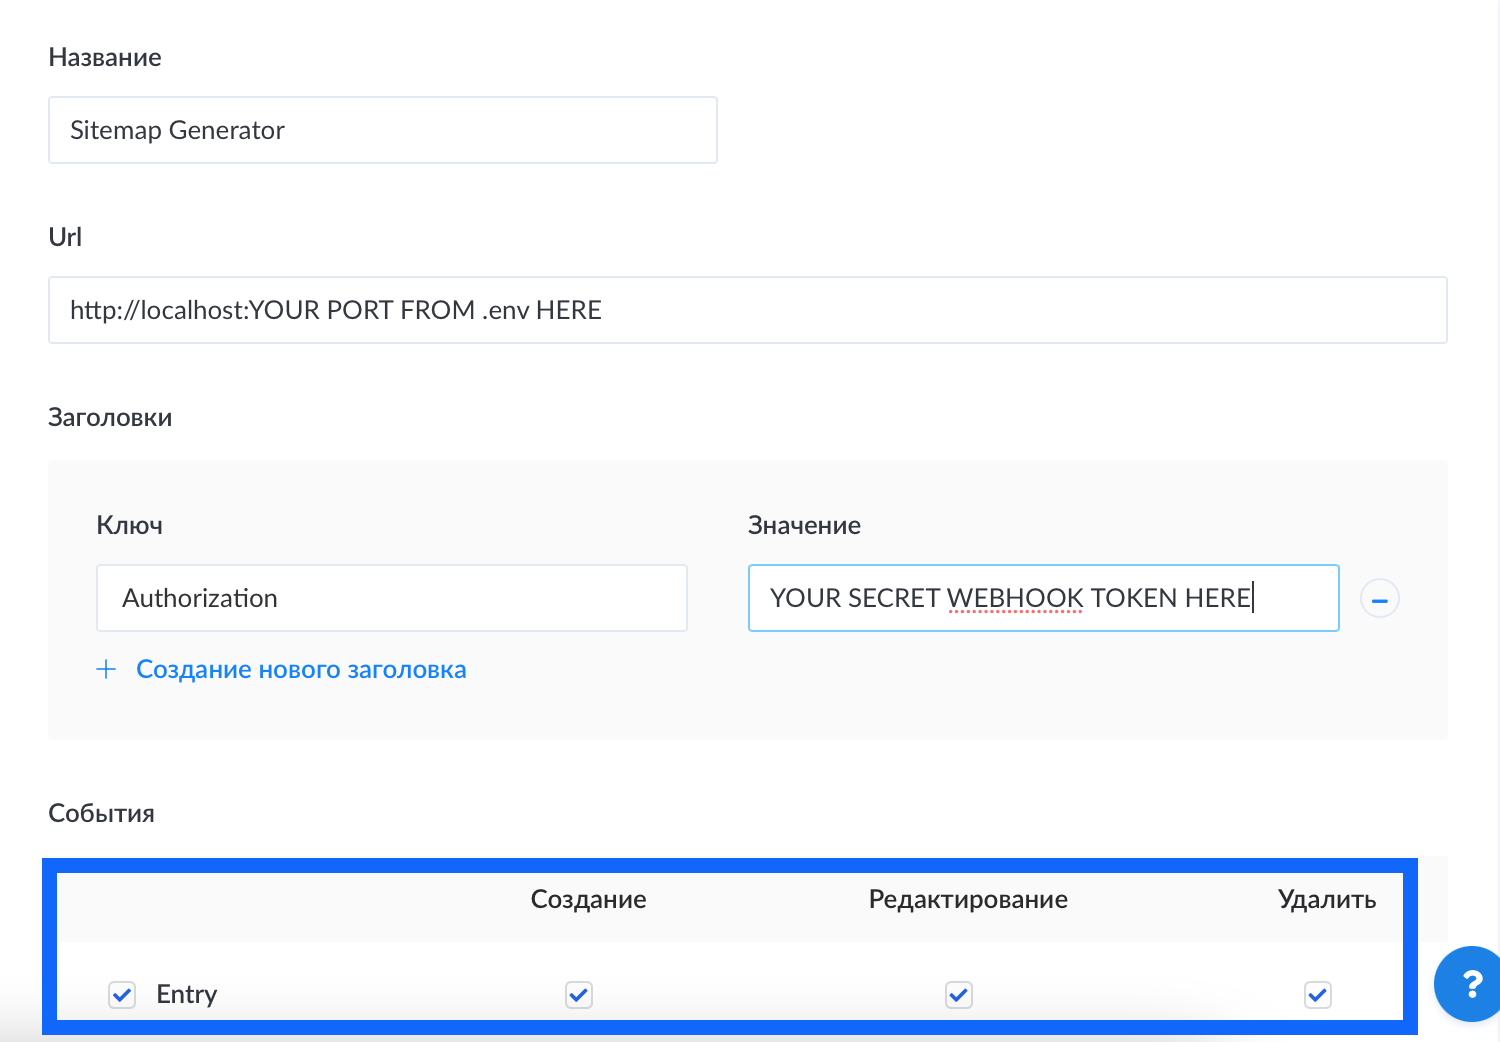 Название
Sitemap Generator
Url
http://localhost:YOUR PORT FROM .env HERE
Заголовки
Ключ Значение
Authorization YOUR SECRET WEBHOOK TOKEN HERE
Создание нового заголовка
События
Создание Редактирование Удалить
Entry
?